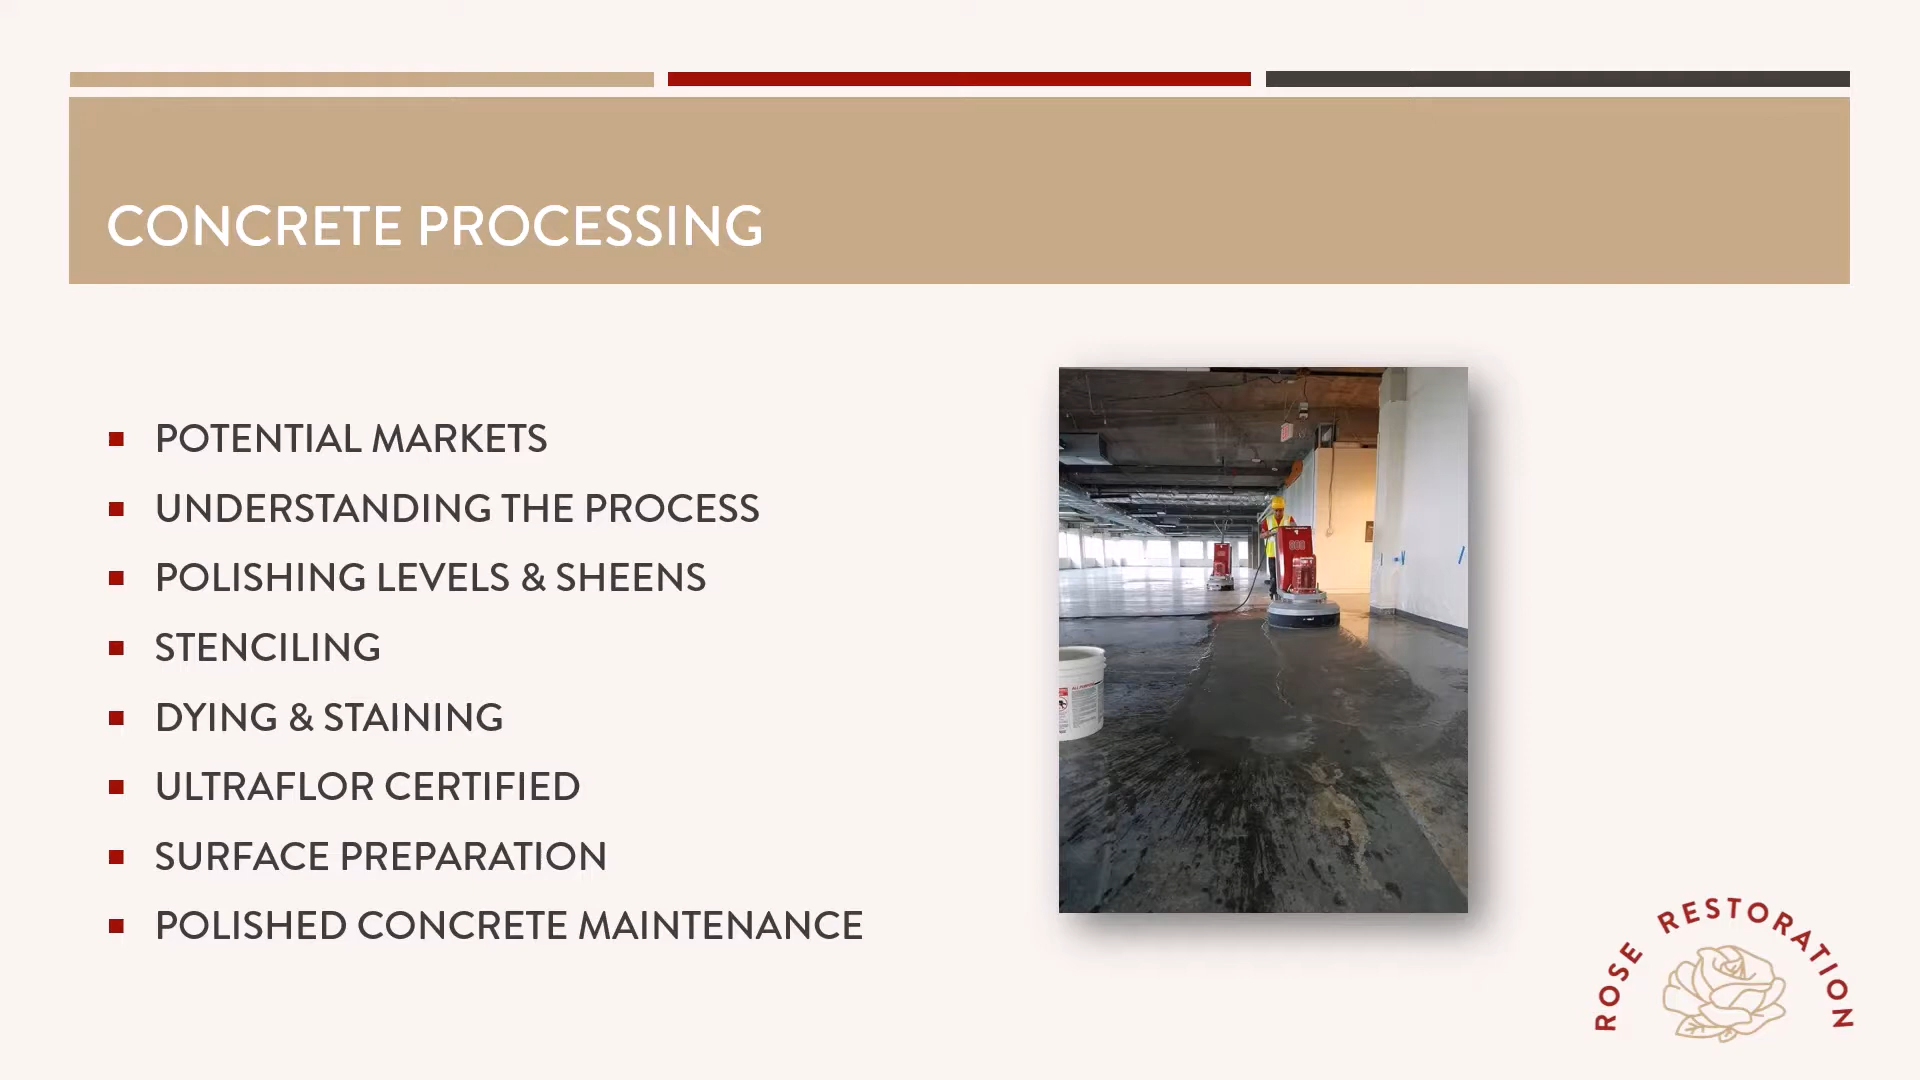 CONCRETE PROCESSING
POTENTIAL MARKETS
UNDERSTANDING THE PROCESS
POLISHING LEVELS & SHEENS
STENCILING
DYING & STAINING
ULTRAFLOR CERTIFIED
SURFACE PREPARATION
POLISHED CONCRETE MAINTENANCE
ROSE RESTORATION